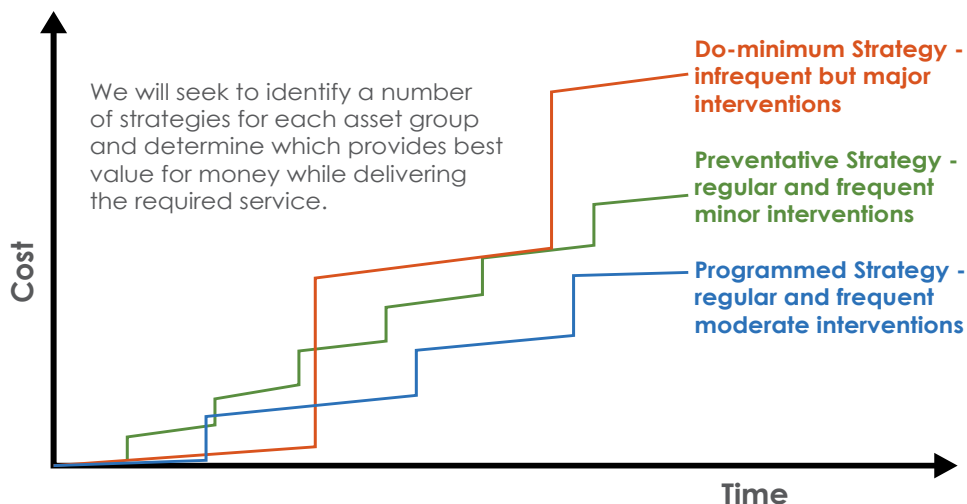 We will seek to identify a number
of strategies for each asset group
and determine which provides best
value for money while delivering
the required service.
Do-minimum Strategy -
infrequent but major
interventions
Preventative Strategy -
regular and frequent
minor interventions
Programmed Strategy -
regular and frequent
moderate interventions
Cost
Time